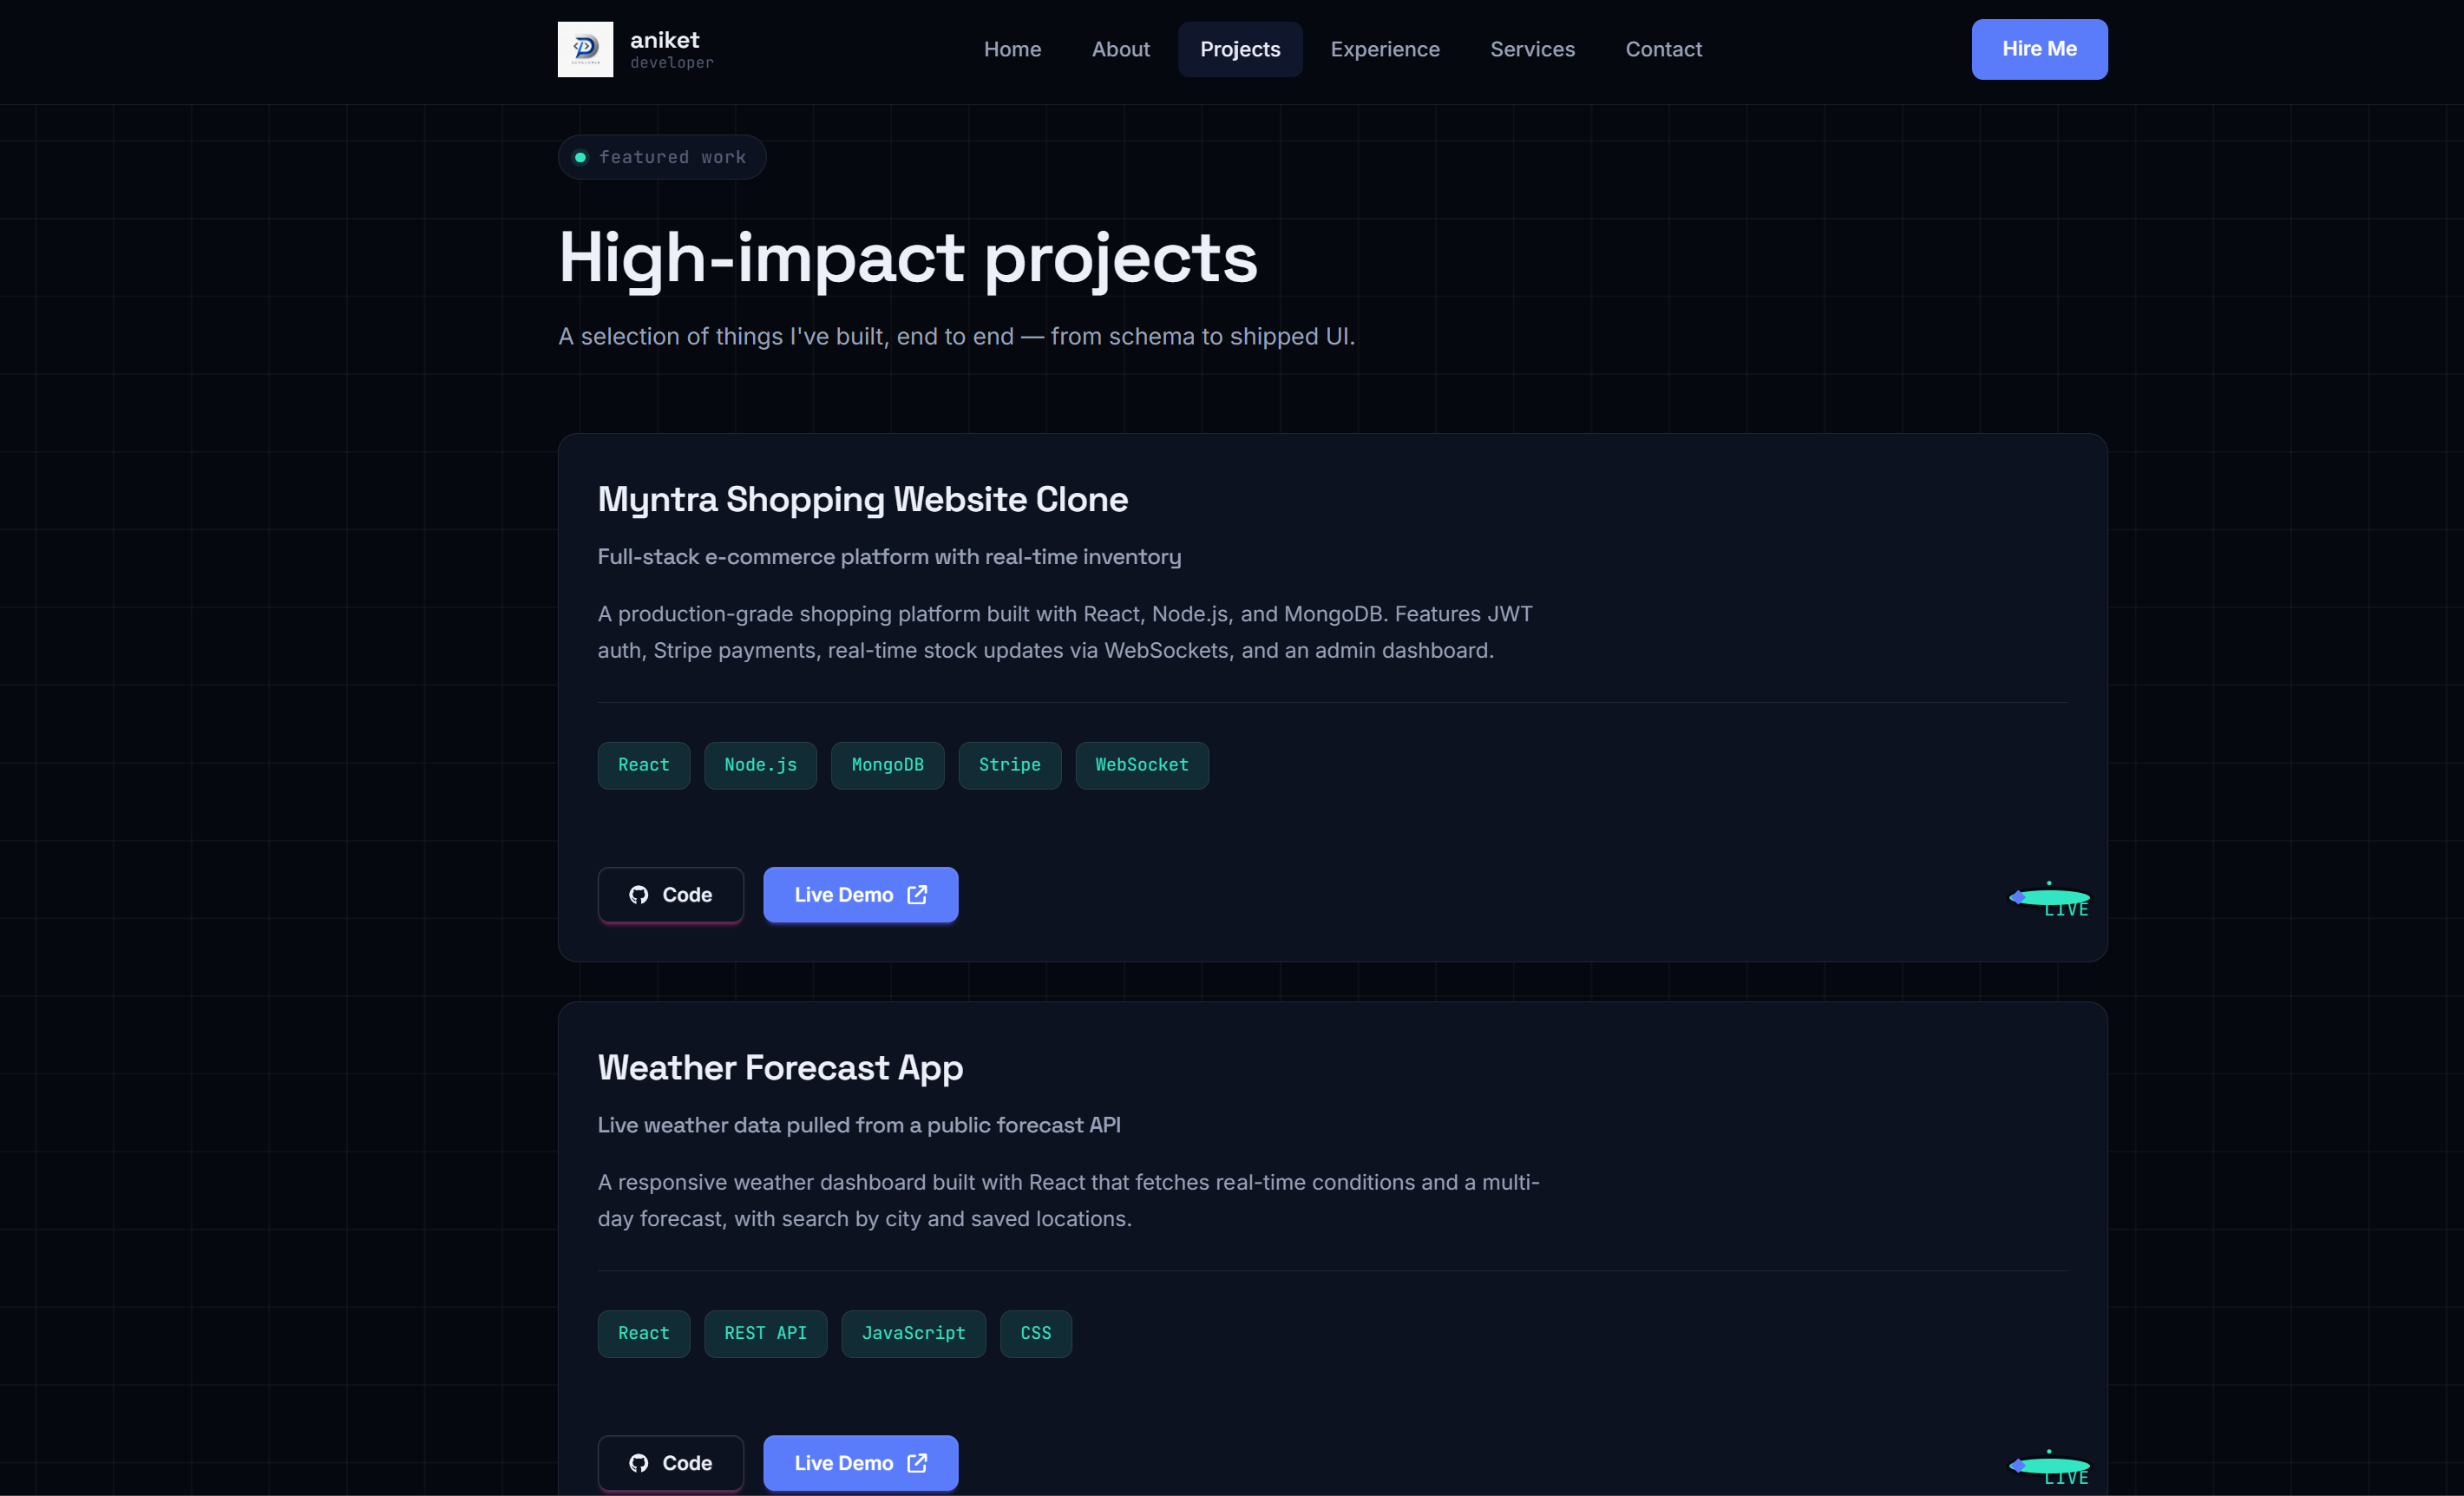 aniket
developer
Home About Projects Experience Services Contact
Hire Me
featured work
High-impact projects
A selection of things I've built, end to end — from schema to shipped UI.
Myntra Shopping Website Clone
Full-stack e-commerce platform with real-time inventory
A production-grade shopping platform built with React, Node.js, and MongoDB. Features JWT
auth, Stripe payments, real-time stock updates via WebSockets, and an admin dashboard.
React Node.js MongoDB Stripe WebSocket
Code Live Demo
LIVE
Weather Forecast App
Live weather data pulled from a public forecast API
A responsive weather dashboard built with React that fetches real-time conditions and a multi-
day forecast, with search by city and saved locations.
React REST API JavaScript CSS
Code Live Demo
LIVE